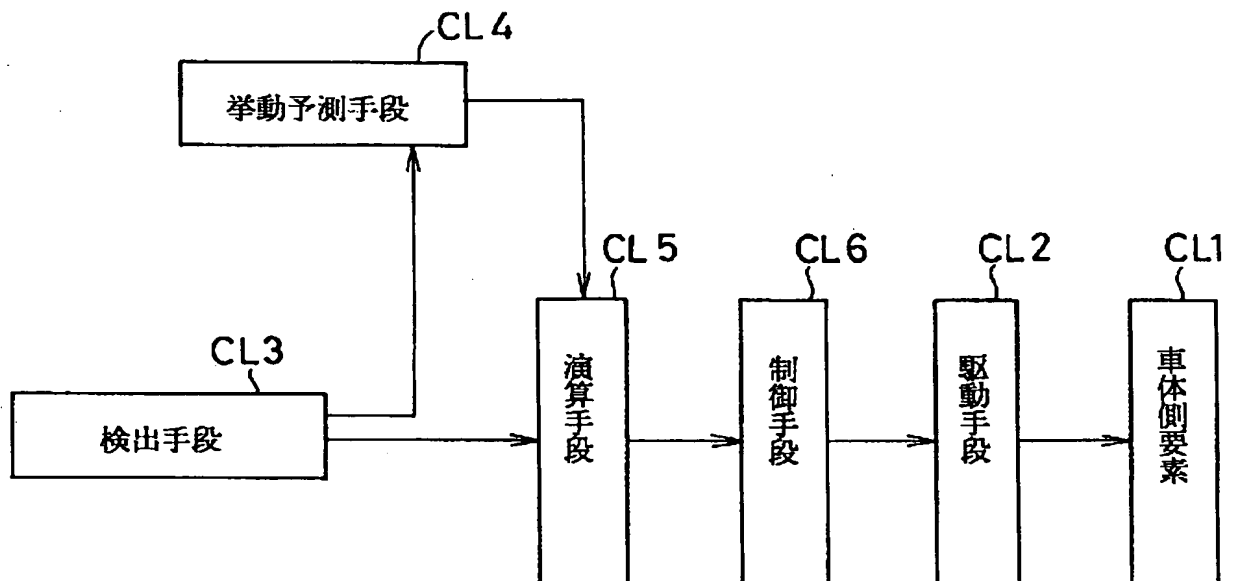 CL4
挙動予測手段
CL5
CL6
CL2
CL1
CL3
検出手段
演算手段
制御手段
駆動手段
車体側要素